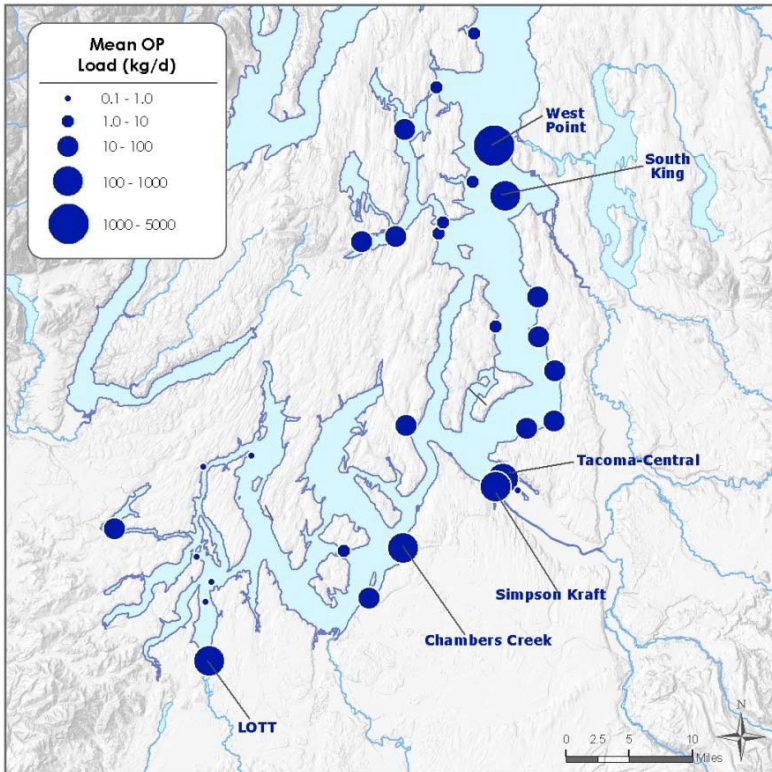 Mean OP
Load (kg/d)
0.1 - 1.0
1.0 - 10
10 - 100
100 - 1000
1000 - 5000
West
Point
South
King
Tacoma-Central
Simpson Kraft
Chambers Creek
LOTT
N
0 2.5 5 10
Miles